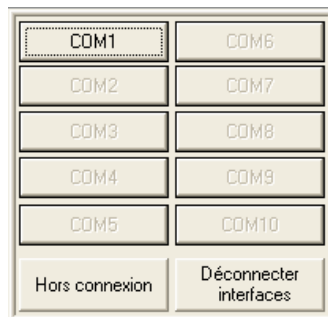 COM1 COM6
COM2 COM7
COM3 COM8
COM4 COM9
COM5 COM10
Hors connexion
Déconnecter
interfaces